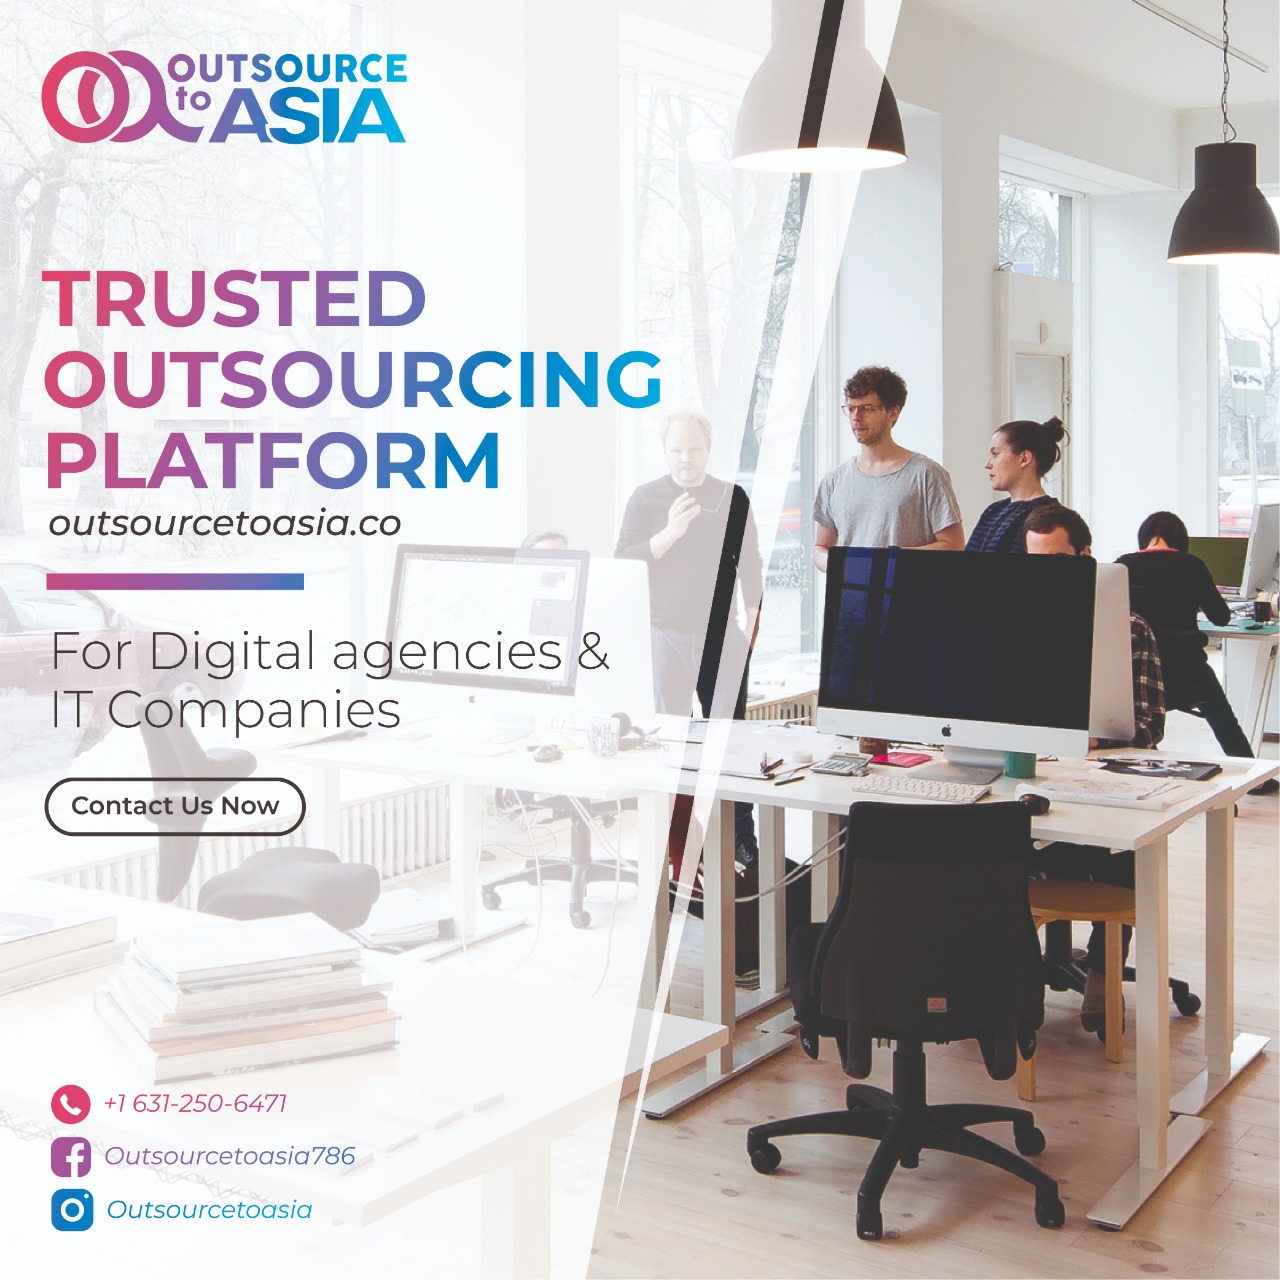 OUTSOURCE
to ASIA
TRUSTED
OUTSOURCING
PLATFORM
outsourcetoasia.co
For Digital agencies &
IT Companies
Contact Us Now
+1 631-250-6471
Outsourcetoasia786
Outsourcetoasia